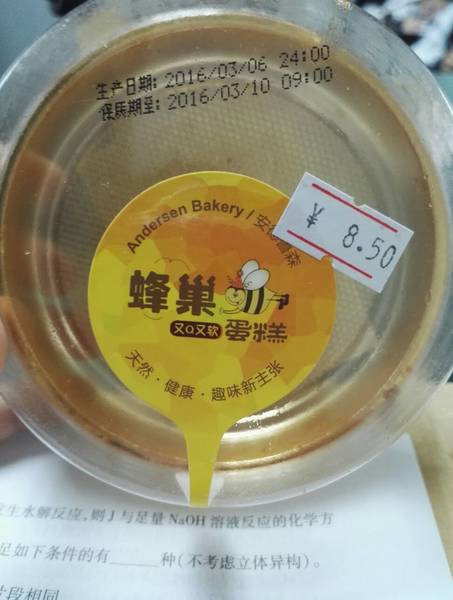 生产日期: 2016/03/06 24:00
保质期至: 2016/03/10 09:00
Andersen Bakery / 安德鲁森
¥ 8.50
蜂巢
又Q又软 蛋糕
天然·健康·趣味新主张
生水解反应,则J与足量NaOH溶液反应的化学方
足如下条件的有______种(不考虑立体异构)。
片段相同